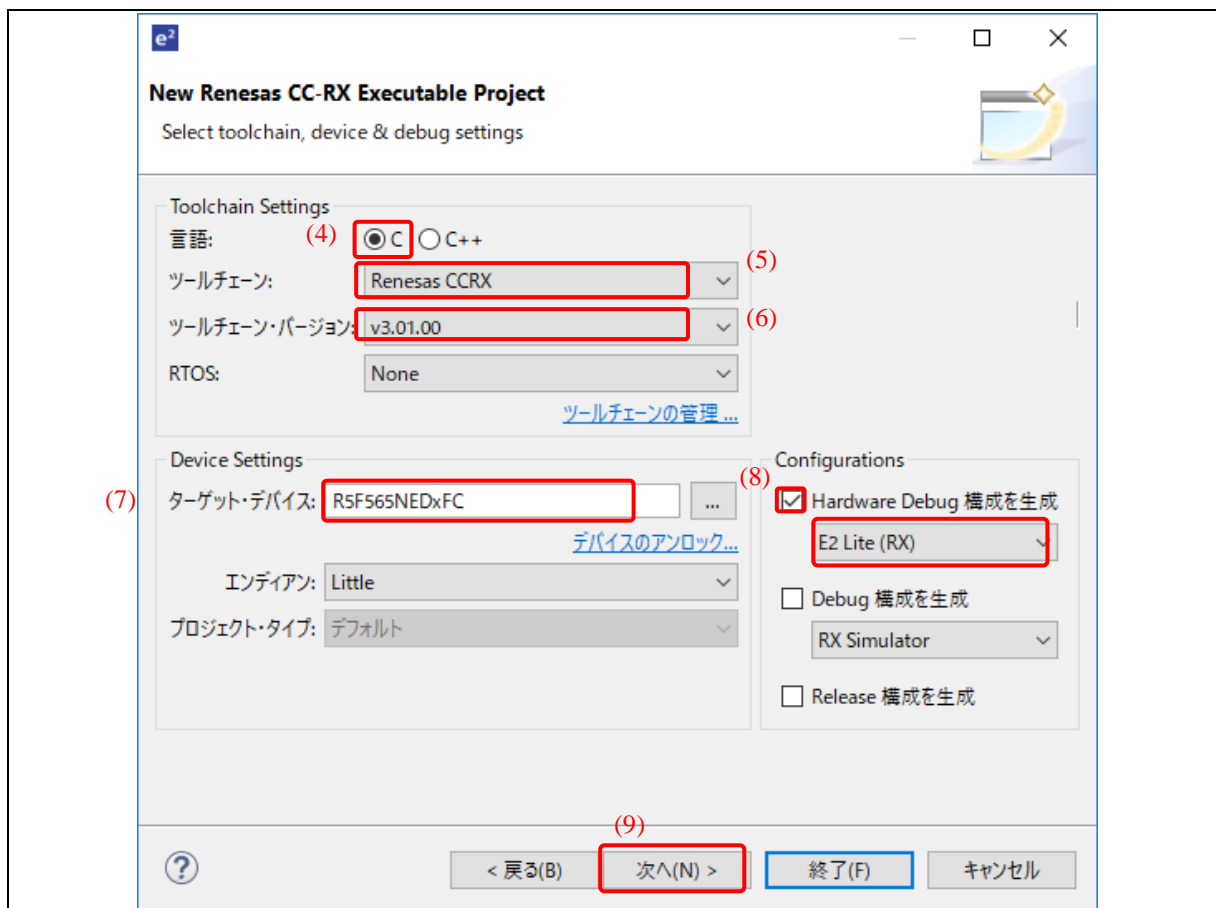 e²
New Renesas CC-RX Executable Project
Select toolchain, device & debug settings
Toolchain Settings
言語: (4) C C++
ツールチェーン: Renesas CCRX (5)
ツールチェーン・バージョン: v3.01.00 (6)
RTOS: None
ツールチェーンの管理 ...
Device Settings
(7) ターゲット・デバイス: R5F565NEDxFC ...
デバイスのアンロック...
エンディアン: Little
プロジェクト・タイプ: デフォルト
Configurations
(8) Hardware Debug 構成を生成
E2 Lite (RX)
Debug 構成を生成
RX Simulator
Release 構成を生成
(9)
? < 戻る(B) 次へ(N) > 終了(F) キャンセル